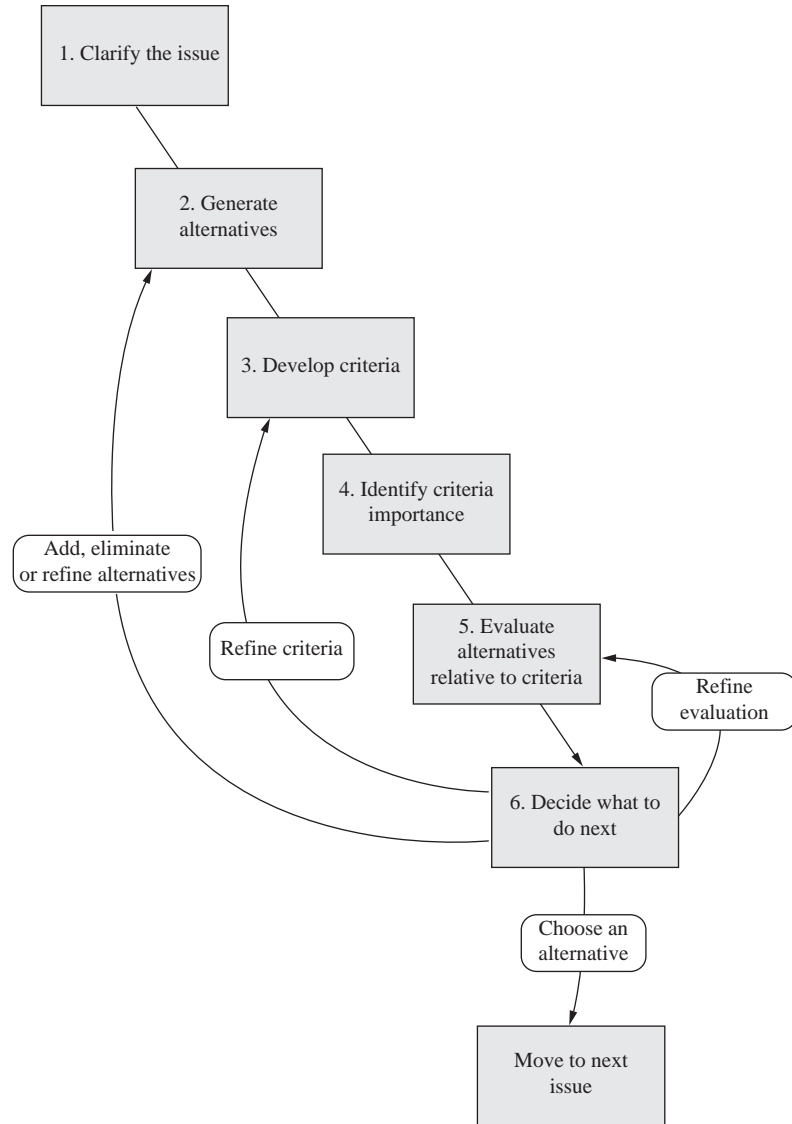 1. Clarify the issue
2. Generate
alternatives
3. Develop criteria
4. Identify criteria
importance
Add, eliminate
or refine alternatives
Refine criteria
5. Evaluate
alternatives
relative to criteria
Refine
evaluation
6. Decide what to
do next
Choose an
alternative
Move to next
issue